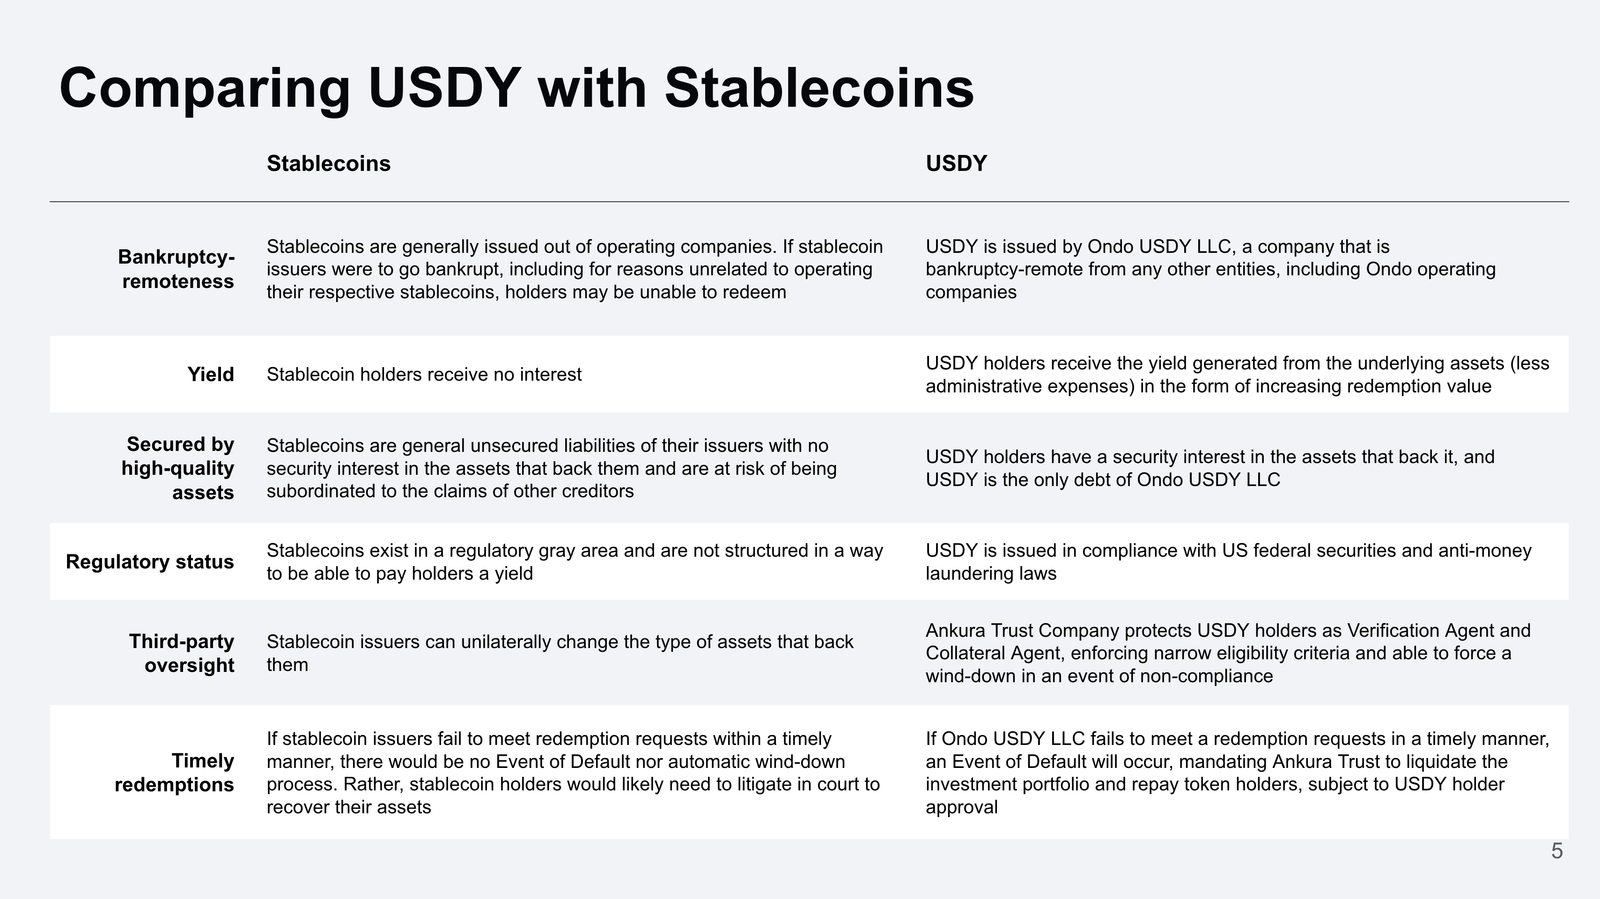 Comparing USDY with Stablecoins
Stablecoins
USDY
Bankruptcy-
remoteness
Stablecoins are generally issued out of operating companies. If stablecoin
issuers were to go bankrupt, including for reasons unrelated to operating
their respective stablecoins, holders may be unable to redeem
USDY is issued by Ondo USDY LLC, a company that is
bankruptcy-remote from any other entities, including Ondo operating
companies
Yield
Stablecoin holders receive no interest
USDY holders receive the yield generated from the underlying assets (less
administrative expenses) in the form of increasing redemption value
Secured by
high-quality
assets
Stablecoins are general unsecured liabilities of their issuers with no
security interest in the assets that back them and are at risk of being
subordinated to the claims of other creditors
USDY holders have a security interest in the assets that back it, and
USDY is the only debt of Ondo USDY LLC
Regulatory status
Stablecoins exist in a regulatory gray area and are not structured in a way
to be able to pay holders a yield
USDY is issued in compliance with US federal securities and anti-money
laundering laws
Third-party
oversight
Stablecoin issuers can unilaterally change the type of assets that back
them
Ankura Trust Company protects USDY holders as Verification Agent and
Collateral Agent, enforcing narrow eligibility criteria and able to force a
wind-down in an event of non-compliance
Timely
redemptions
If stablecoin issuers fail to meet redemption requests within a timely
manner, there would be no Event of Default nor automatic wind-down
process. Rather, stablecoin holders would likely need to litigate in court to
recover their assets
If Ondo USDY LLC fails to meet a redemption requests in a timely manner,
an Event of Default will occur, mandating Ankura Trust to liquidate the
investment portfolio and repay token holders, subject to USDY holder
approval
5